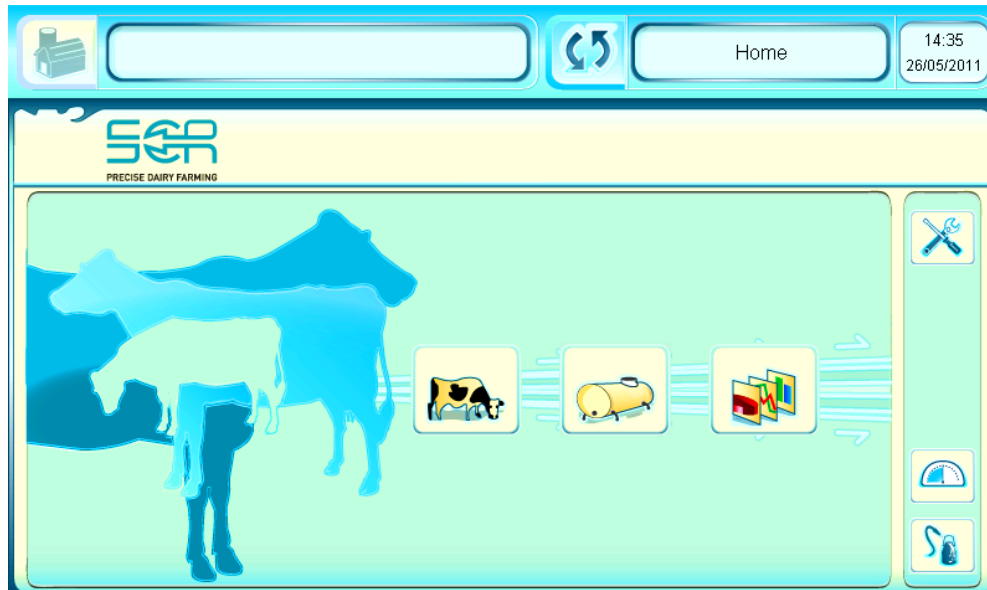 Home
14:35
26/05/2011
SCR
PRECISE DAIRY FARMING